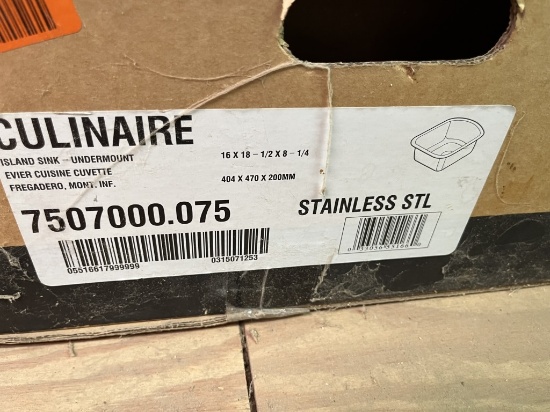 CULINAIRE
ISLAND SINK - UNDERMOUNT
16 X 18 - 1/2 X 8 - 1/4
EVIER CUISINE CUVETTE
FREGADERO, MONT. INF.
404 X 470 X 200MM
7507000.075
STAINLESS STL
05516617999999
0315071253